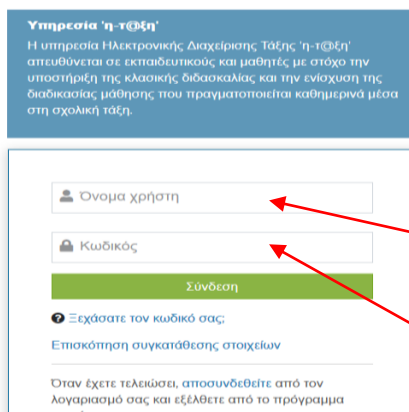 Υπηρεσία 'η-τ@ξη'
Η υπηρεσία Ηλεκτρονικής Διαχείρισης Τάξης 'η-τ@ξη'
απευθύνεται σε εκπαιδευτικούς και μαθητές με στόχο την
υποστήριξη της κλασικής διδασκαλίας και την ενίσχυση της
διαδικασίας μάθησης που πραγματοποιείται καθημερινά μέσα
στη σχολική τάξη.
Όνομα χρήστη
Κωδικός
Σύνδεση
Ξεχάσατε τον κωδικό σας;
Επισκόπηση συγκατάθεσης στοιχείων
Όταν έχετε τελειώσει, αποσυνδεθείτε από τον
λογαριασμό σας και εξέλθετε από το πρόγραμμα